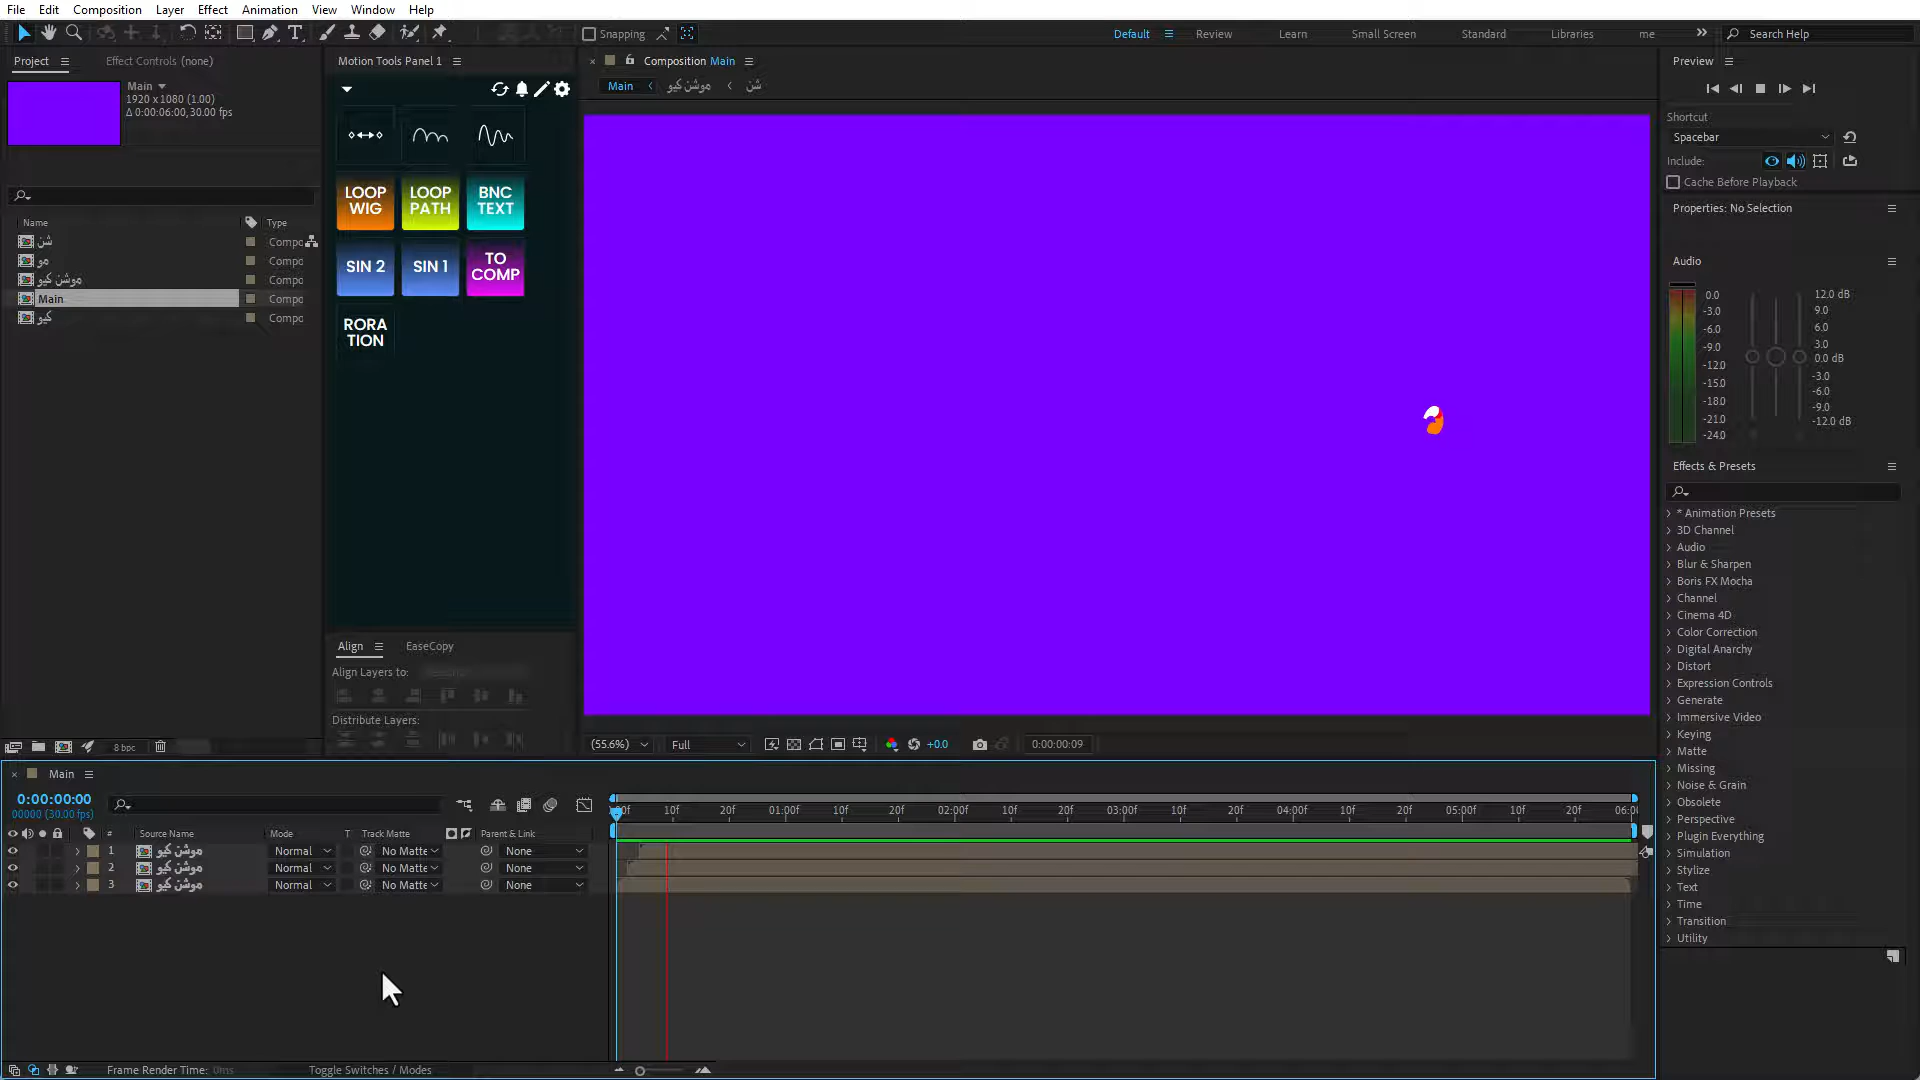 File Edit Composition Layer Effect Animation View Window Help
Snapping
Default Review Learn Small Screen Standard Libraries me Search Help
Project Effect Controls (none)
Main
1920 x 1080 (1.00)
Δ 0:00:06:00, 30.00 fps
Name Type
شن Compo
مو Compo
موشن كيو Compo
Main Compo
كيو Compo
8 bpc
Motion Tools Panel 1
LOOP WIG
LOOP PATH
BNC TEXT
SIN 2
SIN 1
TO COMP
RORA TION
Align EaseCopy
Align Layers to:
Distribute Layers:
Composition Main
Main موشن كيو شن
(55.6%) Full +0.0 0:00:00:09
Preview
Shortcut
Spacebar
Include:
Cache Before Playback
Properties: No Selection
Audio
0.0
-3.0
-6.0
-9.0
-12.0
-15.0
-18.0
-21.0
-24.0
12.0 dB
9.0
6.0
3.0
0.0 dB
-3.0
-6.0
-9.0
-12.0 dB
Effects & Presets
* Animation Presets
3D Channel
Audio
Blur & Sharpen
Boris FX Mocha
Channel
Cinema 4D
Color Correction
Digital Anarchy
Distort
Expression Controls
Generate
Immersive Video
Keying
Matte
Missing
Noise & Grain
Obsolete
Perspective
Plugin Everything
Simulation
Stylize
Text
Time
Transition
Utility
Main
0:00:00:00
00000 (30.00 fps)
10f 20f 01:00f 10f 20f 02:00f 10f 20f 03:00f 10f 20f 04:00f 10f 20f 05:00f 10f 20f 06:0
# Source Name Mode T Track Matte Parent & Link
1 موشن كيو Normal No Matte None
2 موشن كيو Normal No Matte None
3 موشن كيو Normal No Matte None
Frame Render Time: 0ms Toggle Switches / Modes